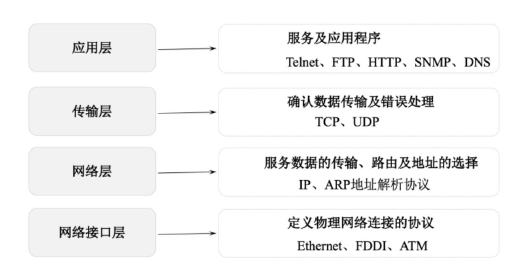 应用层
服务及应用程序
Telnet、FTP、HTTP、SNMP、DNS
传输层
确认数据传输及错误处理
TCP、UDP
网络层
服务数据的传输、路由及地址的选择
IP、ARP地址解析协议
网络接口层
定义物理网络连接的协议
Ethernet、FDDI、ATM